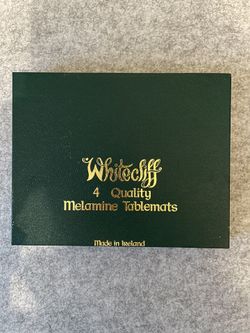 Whitecliff
4 Quality
Melamine Tablemats
Made in Ireland